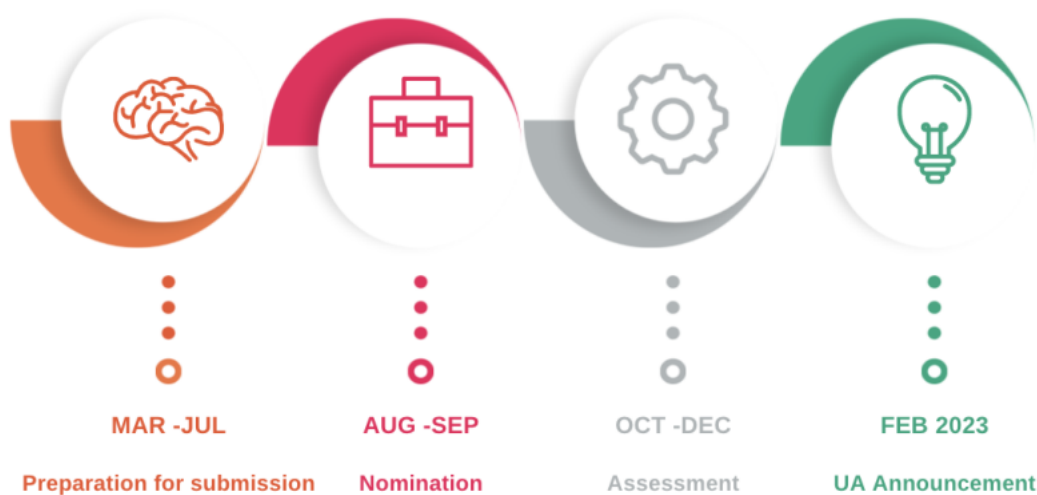 MAR -JUL
Preparation for submission
AUG -SEP
Nomination
OCT -DEC
Assessment
FEB 2023
UA Announcement